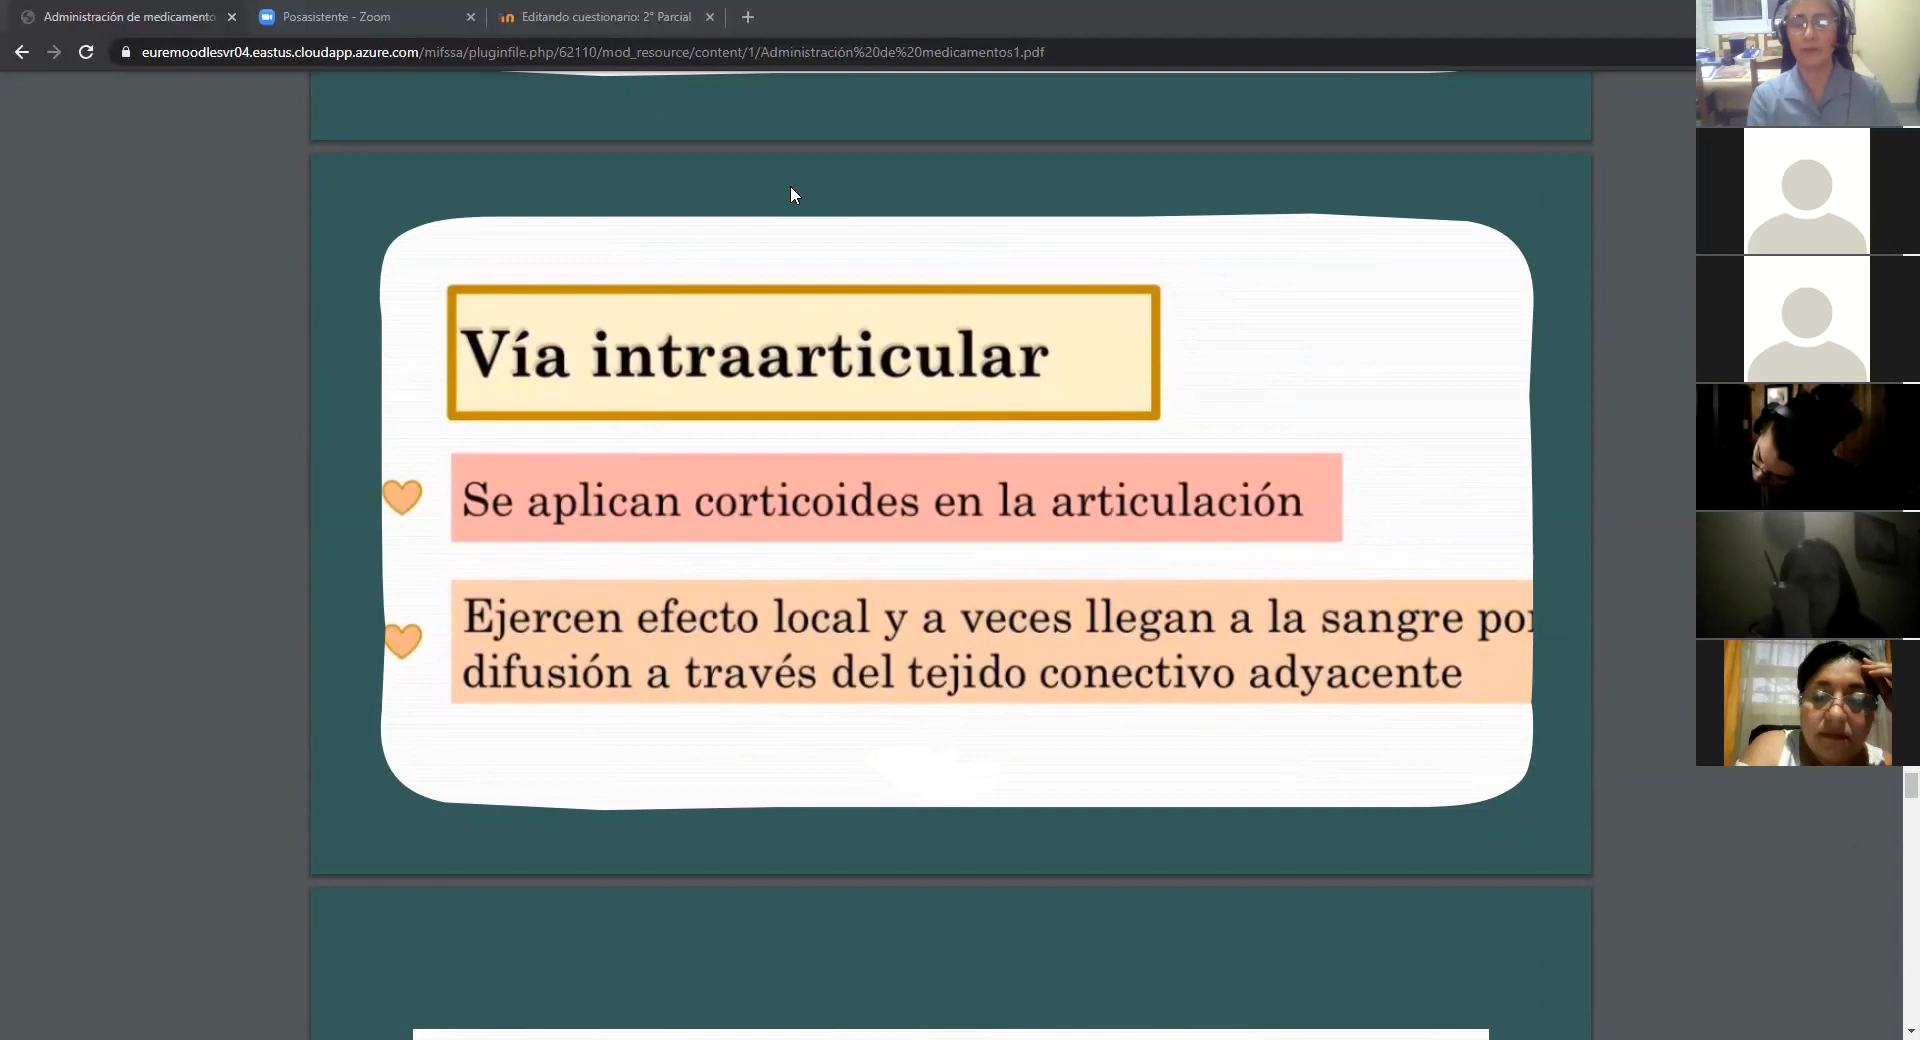 Administración de medicamento
Posasistente - Zoom
Editando cuestionario: 2° Parcial
euremoodlesvr04.eastus.cloudapp.azure.com/mifssa/pluginfile.php/62110/mod_resource/content/1/Administración%20de%20medicamentos1.pdf
Vía intraarticular
Se aplican corticoides en la articulación
Ejercen efecto local y a veces llegan a la sangre por
difusión a través del tejido conectivo adyacente